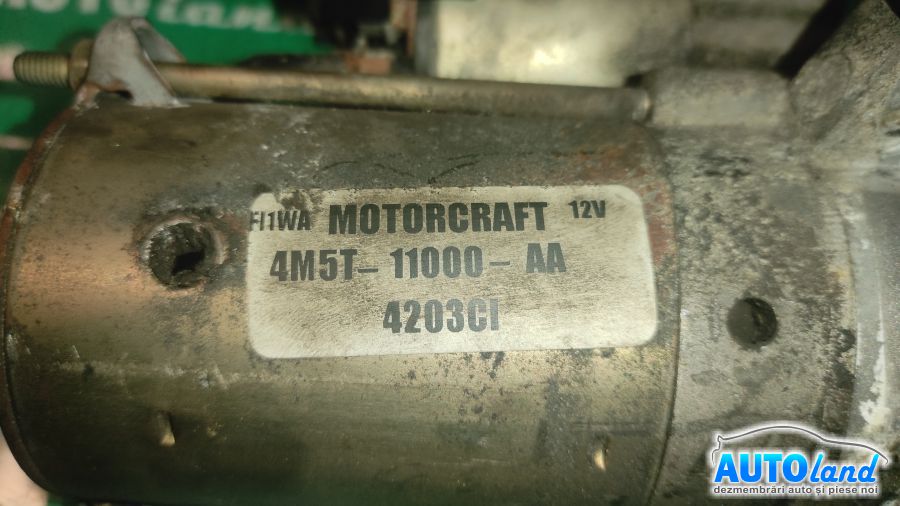 FI1WA MOTORCRAFT 12V
4M5T- 11000 - AA
4203CI
AUTOland
dezmembrări auto și piese noi